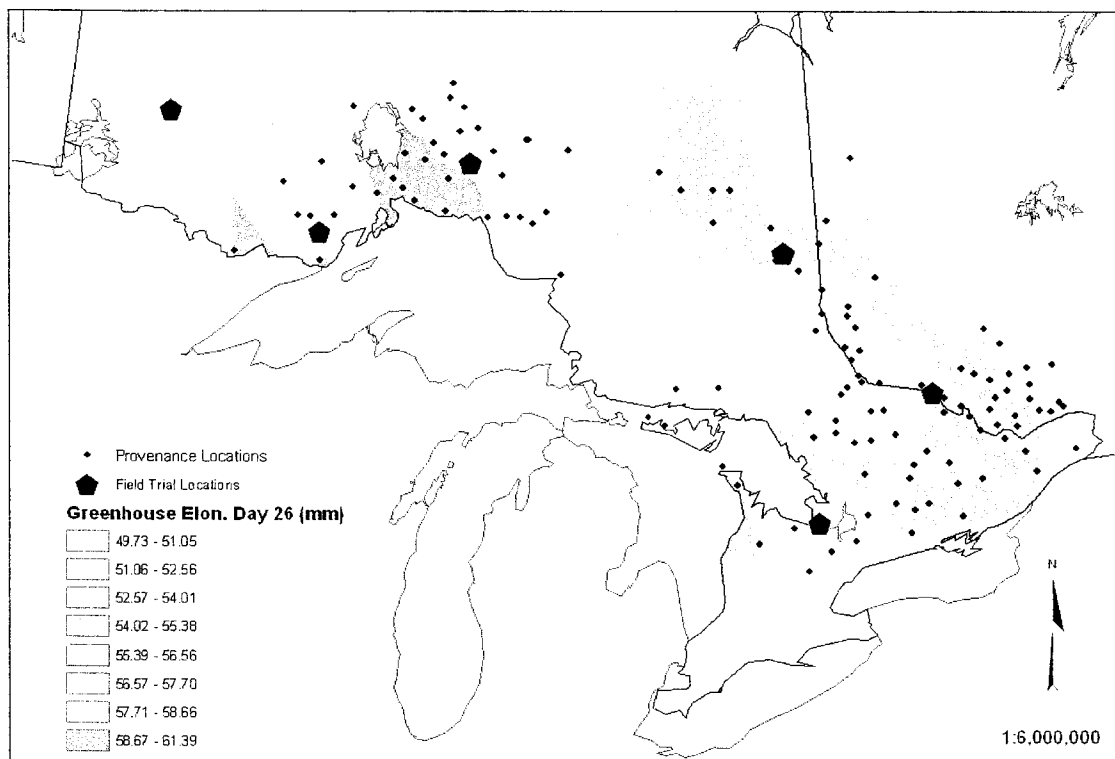 Provenance Locations
Field Trial Locations
Greenhouse Elon. Day 26 (mm)
49.73 - 51.05
51.06 - 52.56
52.57 - 54.01
54.02 - 55.38
55.39 - 56.56
56.57 - 57.70
57.71 - 58.66
58.67 - 61.39
N
1:6,000,000